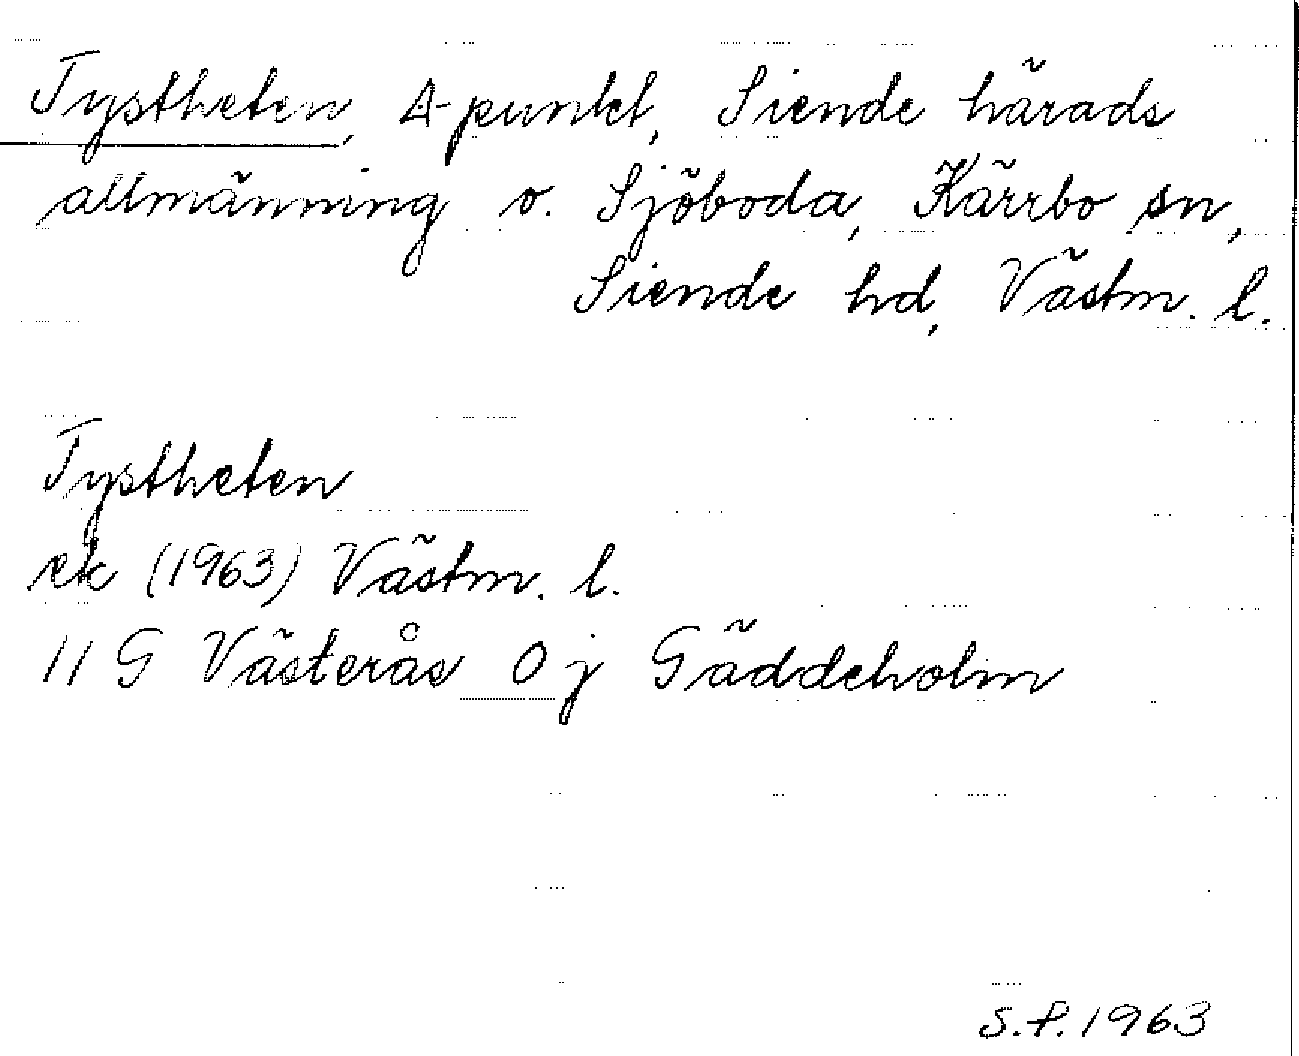 Tystheten, Δ-punkt, Siende härads
allmänning o. Sjöboda, Kärrbo sn,
Siende hd, Västm. l.
Tystheten
ek (1963) Västm. l.
11 G Västerås 0 j Gäddeholm
S.P. 1963